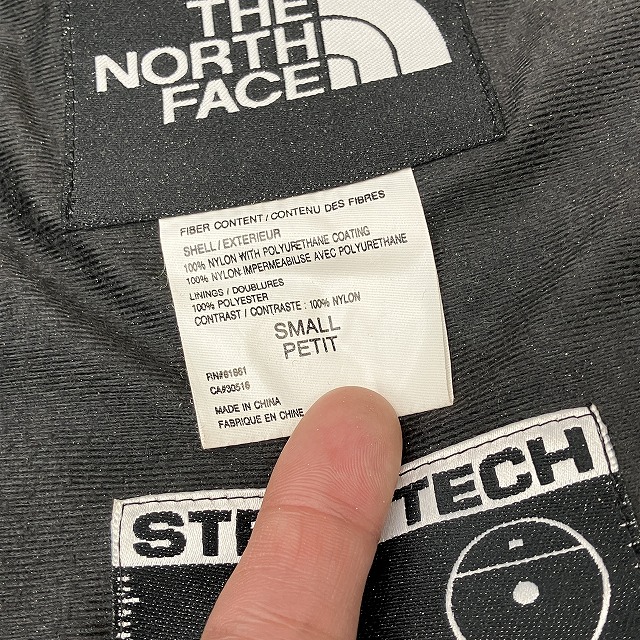 THE
NORTH
FACE
FIBER CONTENT / CONTENU DES FIBRES
SHELL / EXTERIEUR
100% NYLON WITH POLYURETHANE COATING
100% NYLON IMPERMEABIUSE AVEC POLYURETHANE
LININGS / DOUBLURES
100% POLYESTER
CONTRAST / CONTRASTE : 100% NYLON
SMALL
PETIT
RN#61661
CA#30516
MADE IN CHINA
FABRIQUE EN CHINE
TECH